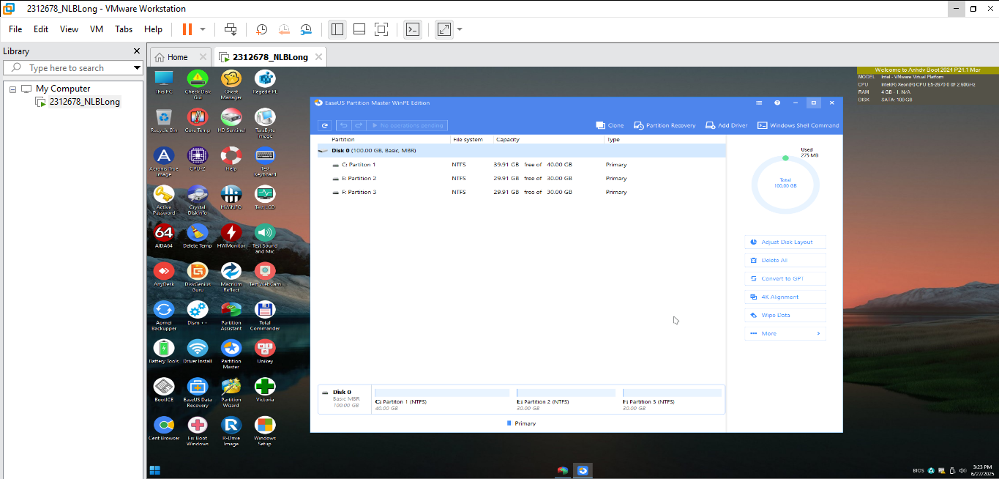 2312678_NLBLong - VMware Workstation
File Edit View VM Tabs Help
Library
Type here to search
My Computer
2312678_NLBLong
Home
2312678_NLBLong
Welcome to Anhdv Boot 2024 P24.1 Mar
MODEL Intel - VMware Virtual Platform
CPU Intel(R) Xeon(R) CPU E5-2670 0 @ 2.60GHz
RAM 4 GB - 1: N/A
DISK SATA: 100 GB
This PC
Check Disk Gui
Ghost Manager
Regedit PE
Recycle Bin
Core Temp
HD Sentinel
TeraByte Image
Acronis True Image
CPU-Z
Help
Test Keyboard
Active Password
Crystal DiskInfo
HWiNFO
Test LCD
64
AIDA64
Delete Temp
HWMonitor
Test Sound and Mic
AnyDesk
DiskGenius Guru
Macrium Reflect
Test WebCam
Aomei Backupper
Dism++
Partition Assistant
Total Commander
Battery Tools
Driver Install
Partition Master
Unikey
BootICE
EaseUS Data Recovery
Partition Wizard
Victoria
Cent Browser
Fix Boot Windows
R-Drive Image
Windows Setup
EaseUS Partition Master WinPE Edition
No operations pending
Clone
Partition Recovery
Add Driver
Windows Shell Command
Partition File system Capacity Type
Disk 0 (100.00 GB, Basic, MBR)
C: Partiton 1 NTFS 39.91 GB free of 40.00 GB Primary
E: Partition 2 NTFS 29.91 GB free of 30.00 GB Primary
F: Partition 3 NTFS 29.91 GB free of 30.00 GB Primary
Used
275 MB
Total
100.00 GB
Adjust Disk Layout
Delete All
Convert to GPT
4K Alignment
Wipe Data
More
Disk 0
Basic MBR
100.00 GB
C: Partiton 1 (NTFS)
40.00 GB
E: Partition 2 (NTFS)
30.00 GB
F: Partition 3 (NTFS)
30.00 GB
Primary
BIOS
3:23 PM
6/27/2025